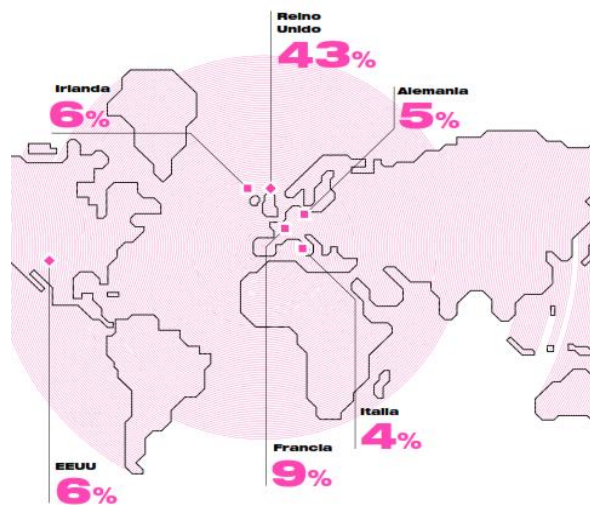 Reino
Unido
43%
Irlanda
6%
Alemania
5%
Italia
4%
Francia
9%
EEUU
6%